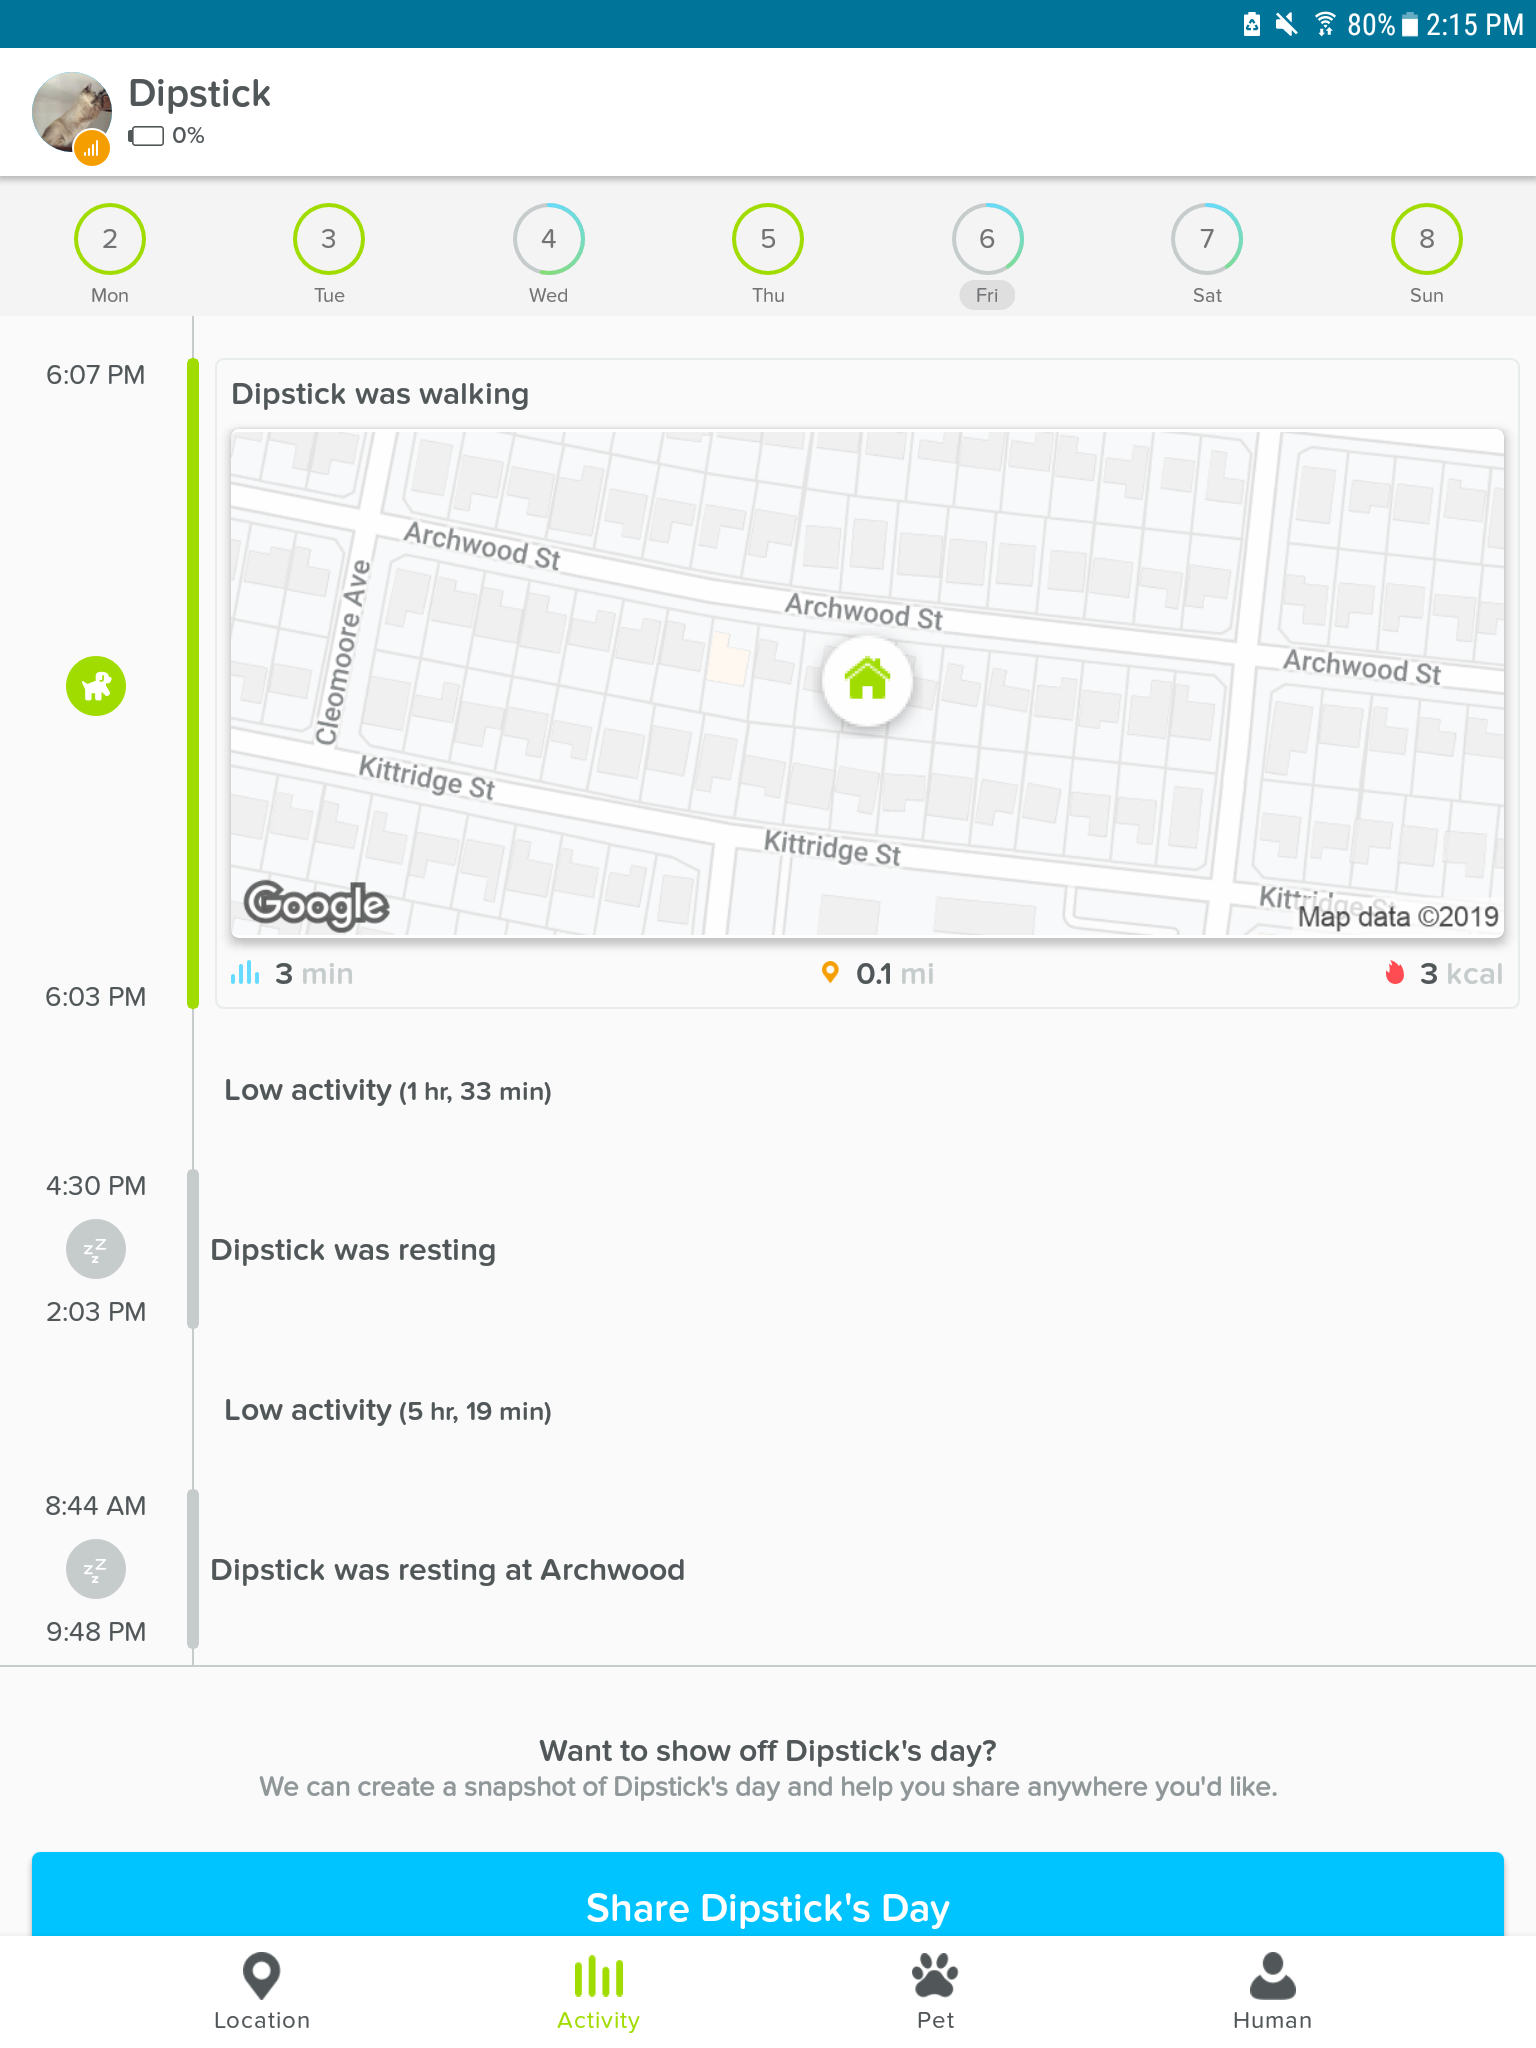 80% 2:15 PM
Dipstick
0%
2 3 4 5 6 7 8
Mon Tue Wed Thu Fri Sat Sun
6:07 PM
Dipstick was walking
Archwood St
Archwood St
Archwood St
Cleomoore Ave
Kittridge St
Kittridge St
Kittridge St
Google
Map data ©2019
3 min 0.1 mi 3 kcal
6:03 PM
Low activity (1 hr, 33 min)
4:30 PM
zzz
Dipstick was resting
2:03 PM
Low activity (5 hr, 19 min)
8:44 AM
zzz
Dipstick was resting at Archwood
9:48 PM
Want to show off Dipstick's day?
We can create a snapshot of Dipstick's day and help you share anywhere you'd like.
Share Dipstick's Day
Location Activity Pet Human